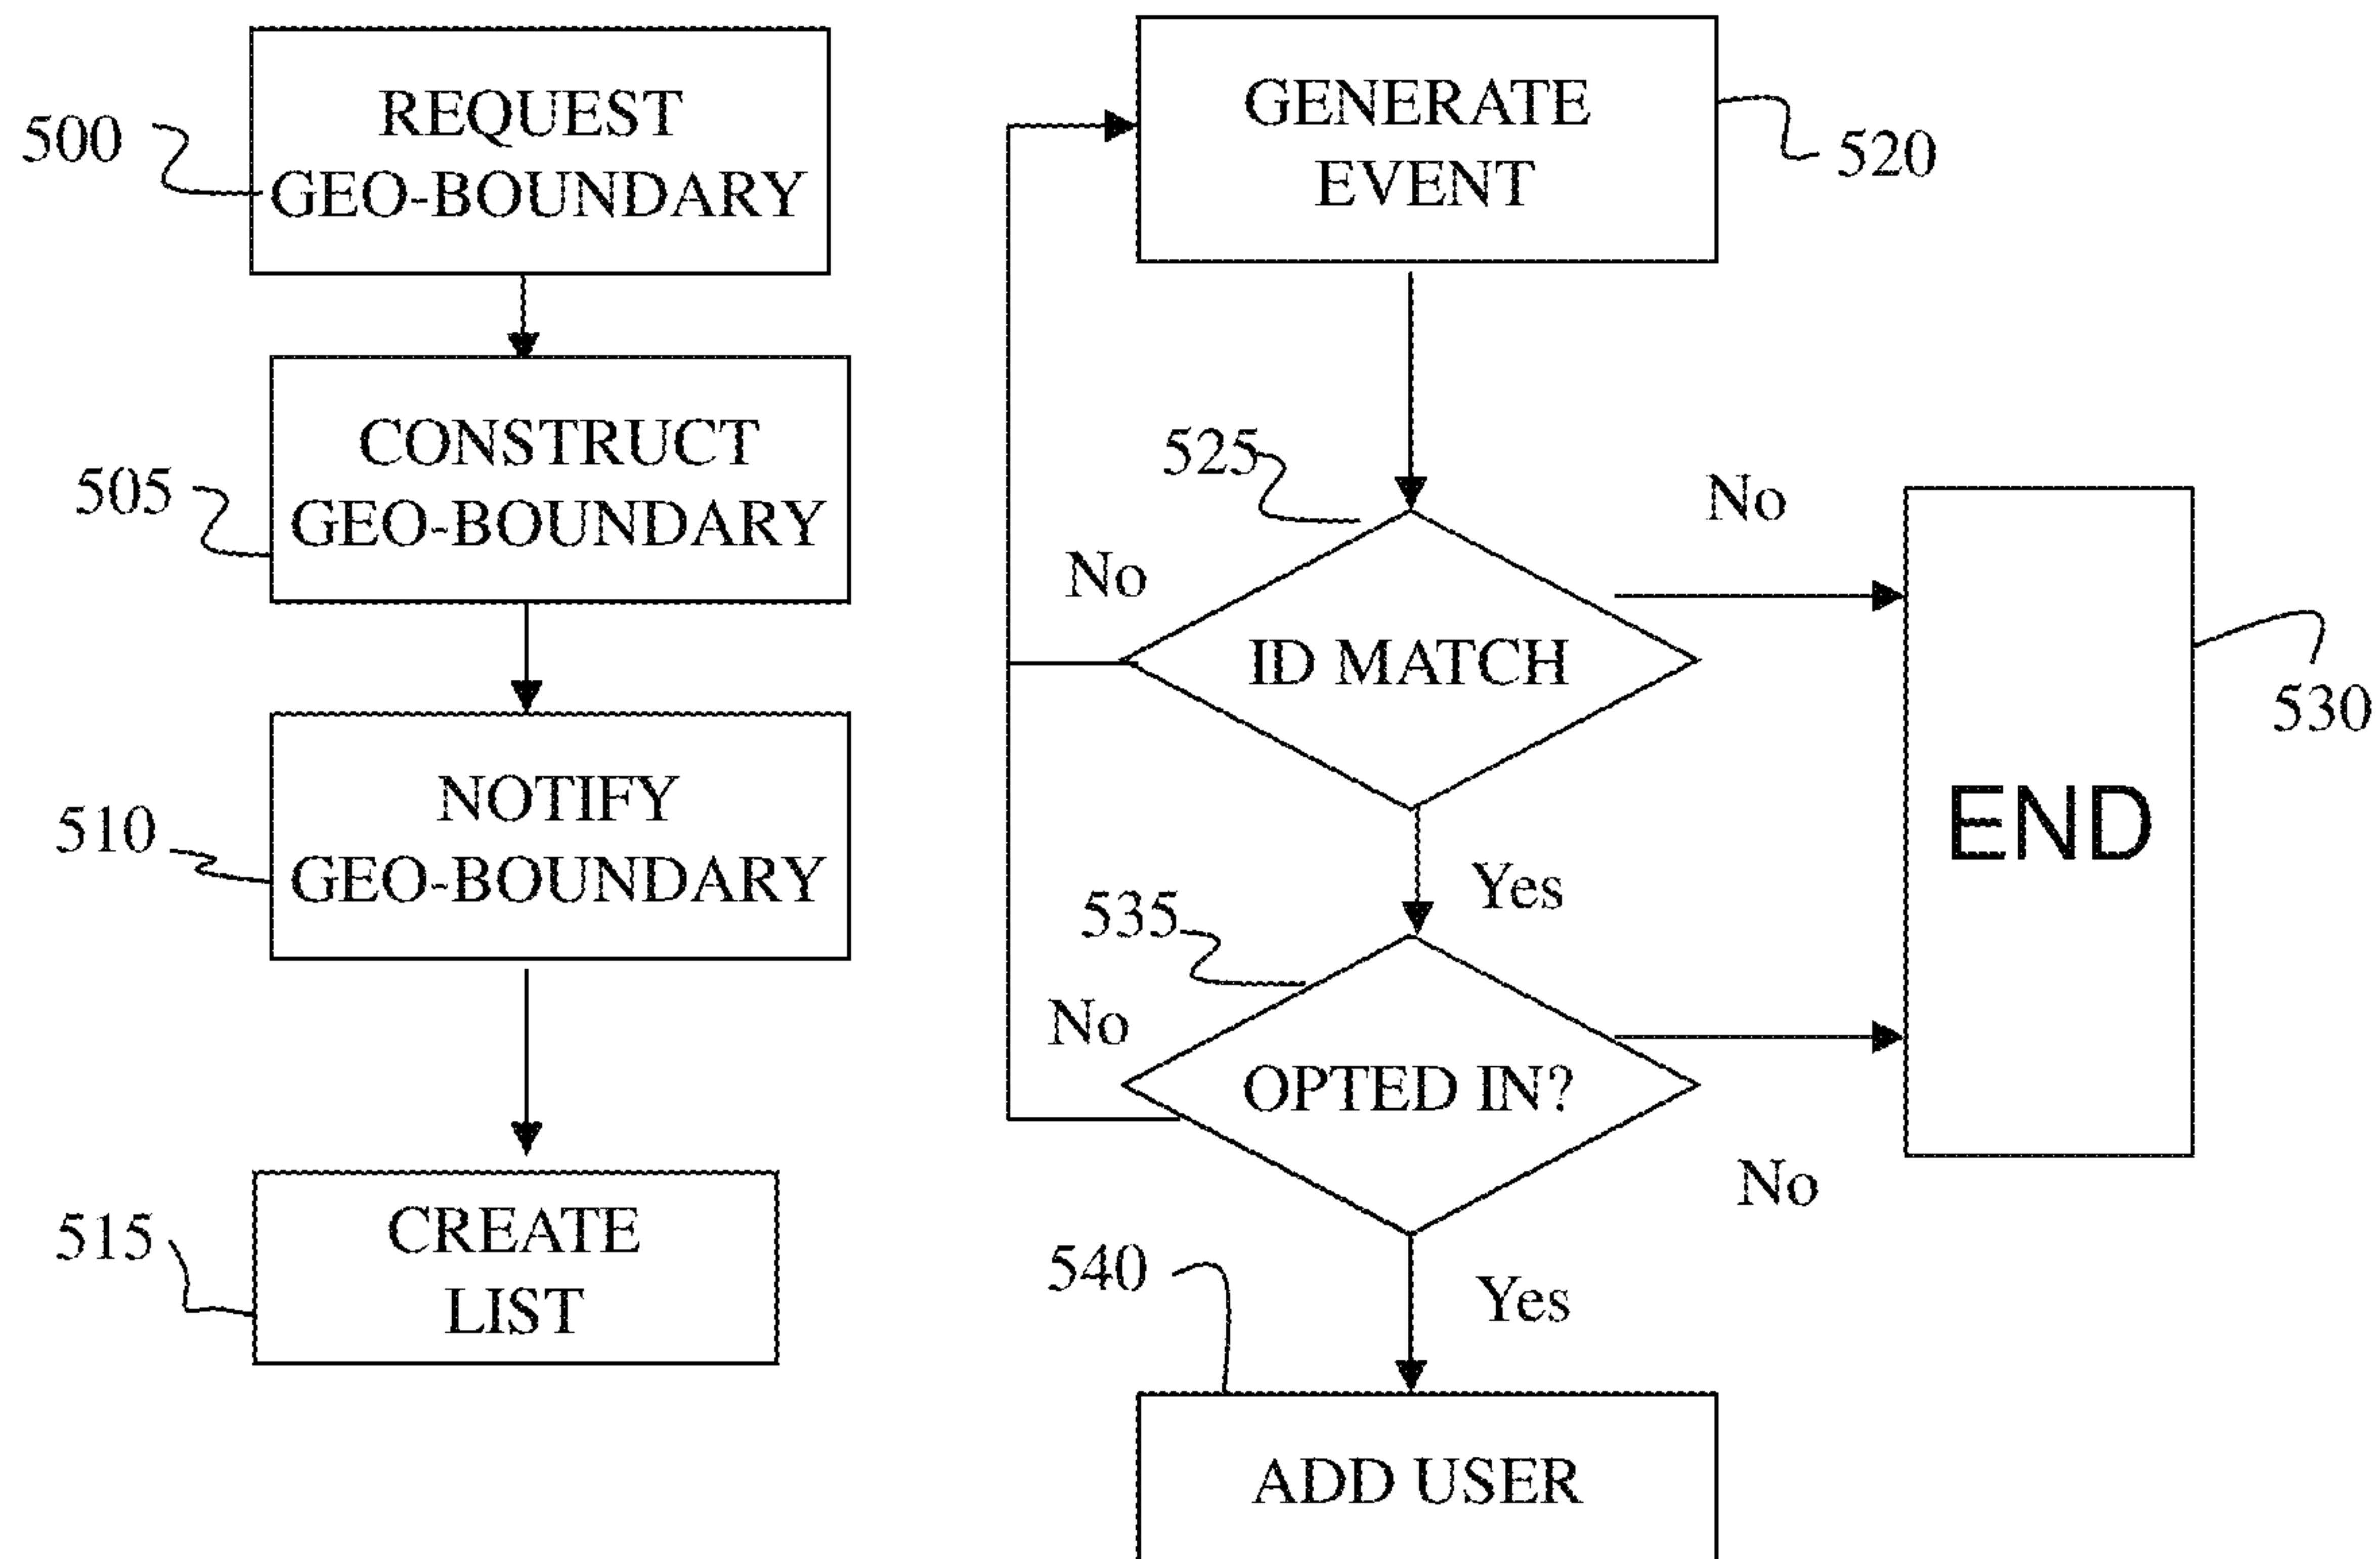 500
REQUEST
GEO-BOUNDARY
505
CONSTRUCT
GEO-BOUNDARY
510
NOTIFY
GEO-BOUNDARY
515
CREATE
LIST
GENERATE
EVENT
520
525
No
No
ID MATCH
END
530
Yes
535
No
OPTED IN?
No
540
Yes
ADD USER